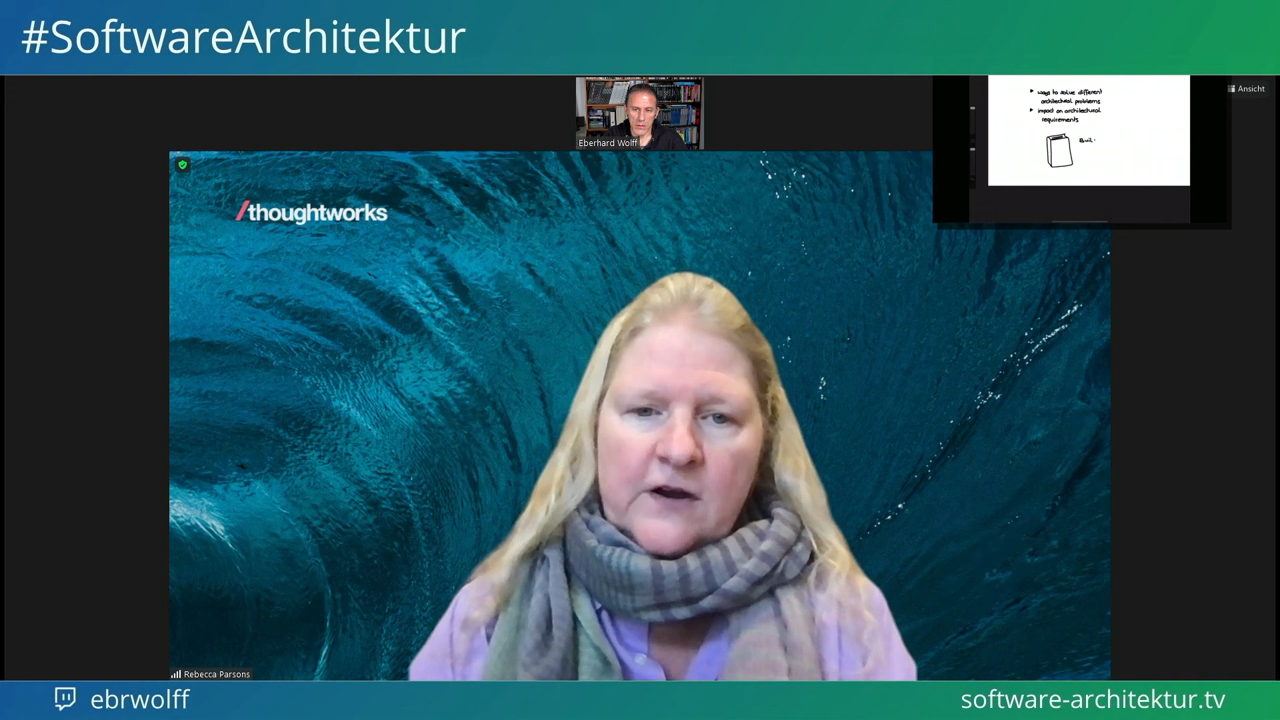 #SoftwareArchitektur
Eberhard Wolff
Ansicht
ways to solve different
architectural problems
impact on architectural
requirements
/thoughtworks
Rebecca Parsons
ebrwolff
software-architektur.tv